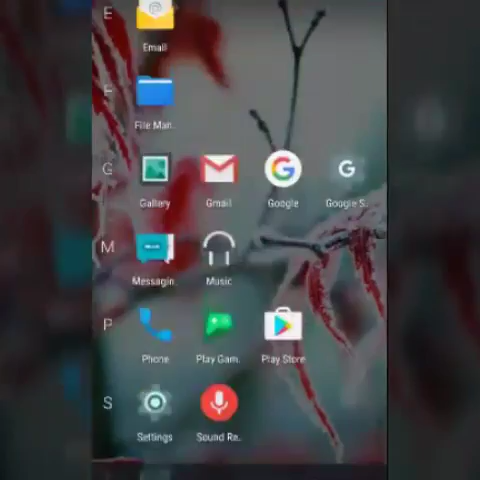 E
Email
F
File Man..
G
Gallery
Gmail
Google
Google S..
M
Messagin..
Music
P
Phone
Play Gam..
Play Store
S
Settings
Sound Re..